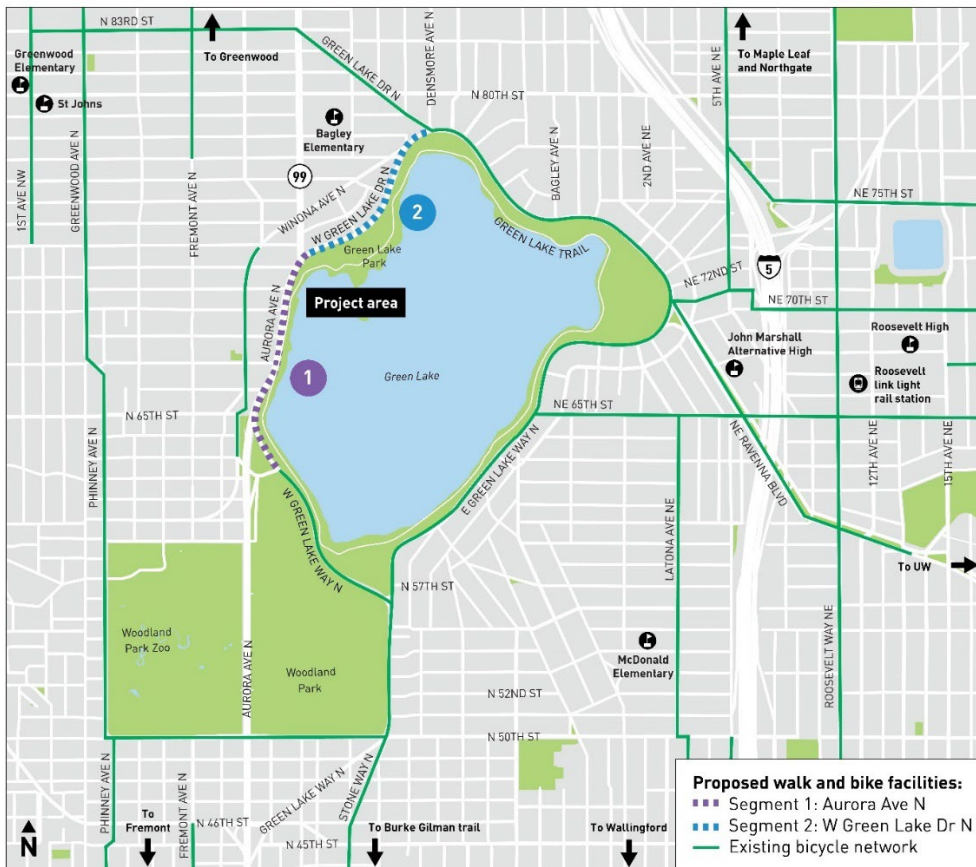 N 83RD ST
To Greenwood
GREEN LAKE DR N
DENSMORE AVE N
N 80TH ST
5TH AVE NE
To Maple Leaf
and Northgate
Greenwood
Elementary
St Johns
Bagley
Elementary
1ST AVE NW
GREENWOOD AVE N
FREMONT AVE N
99
WINONA AVE N
W GREEN LAKE DR N
2
BAGLEY AVE N
2ND AVE NE
NE 75TH ST
GREEN LAKE TRAIL
Green Lake
Park
Project area
AURORA AVE N
1
Green Lake
NE 72ND ST
5
NE 70TH ST
John Marshall
Alternative High
Roosevelt High
Roosevelt
link light
rail station
N 65TH ST
NE 65TH ST
PHINNEY AVE N
W GREEN LAKE WAY N
E GREEN LAKE WAY N
NE RAVENNA BLVD
12TH AVE NE
15TH AVE NE
LATONA AVE NE
N 57TH ST
To UW
Woodland
Park Zoo
AURORA AVE N
Woodland
Park
McDonald
Elementary
ROOSEVELT WAY NE
N 52ND ST
N 50TH ST
PHINNEY AVE N
FREMONT AVE N
GREEN LAKE WAY N
STONE WAY N
N
To
Fremont
N 46TH ST
N 45TH ST
To Burke Gilman trail
To Wallingford
Proposed walk and bike facilities:
Segment 1: Aurora Ave N
Segment 2: W Green Lake Dr N
Existing bicycle network